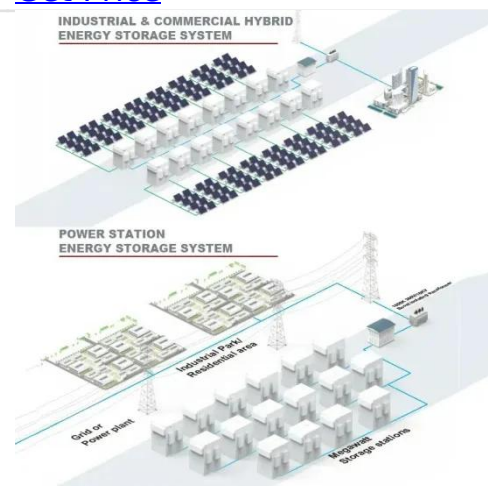 INDUSTRIAL & COMMERCIAL HYBRID
ENERGY STORAGE SYSTEM
POWER STATION
ENERGY STORAGE SYSTEM
Industrial Park/
Residential area
Grid or
Power plant
Megawatt
Storage stations